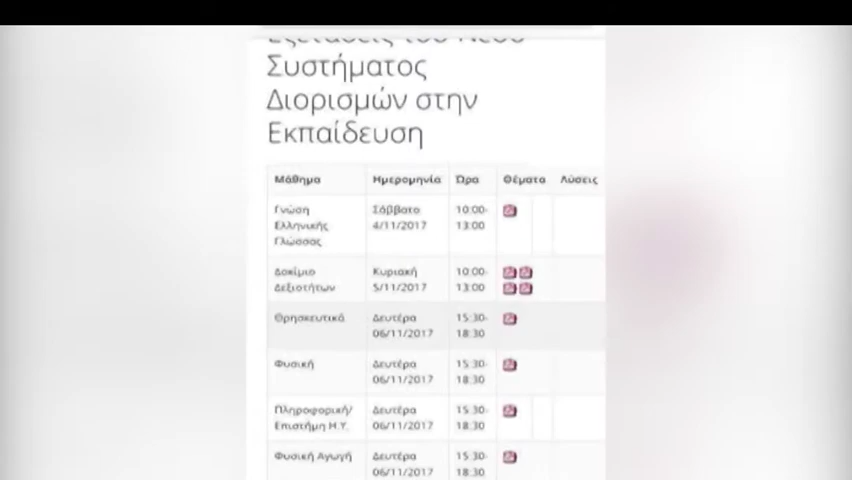 Εξετάσεις του Νέου
Συστήματος
Διορισμών στην
Εκπαίδευση
Μάθημα Ημερομηνία Ώρα Θέματα Λύσεις
Γνώση Ελληνικής Γλώσσας Σάββατο 4/11/2017 10:00-13:00
Δοκίμιο Δεξιοτήτων Κυριακή 5/11/2017 10:00-13:00
Θρησκευτικά Δευτέρα 06/11/2017 15:30-18:30
Φυσική Δευτέρα 06/11/2017 15:30-18:30
Πληροφορική/Επιστήμη Η.Υ. Δευτέρα 06/11/2017 15:30-18:30
Φυσική Αγωγή Δευτέρα 06/11/2017 15:30-18:30